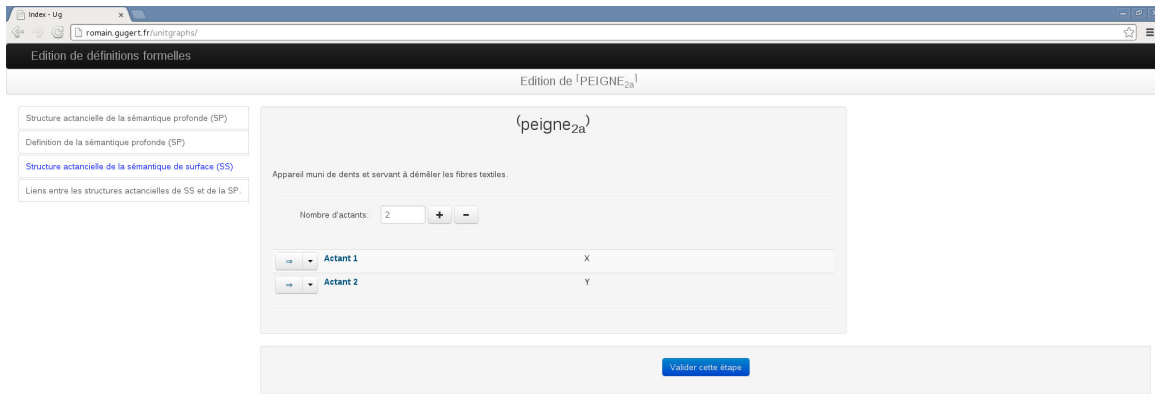 Index - Ug
romain.gugert.fr/unitgraphs/
Edition de définitions formelles
Edition de ⌈PEIGNE₂ₐ⌉
Structure actancielle de la sémantique profonde (SP)
Definition de la sémantique profonde (SP)
Structure actancielle de la sémantique de surface (SS)
Liens entre les structures actancielles de SS et de la SP.
(peigne₂ₐ)
Appareil muni de dents et servant à démêler les fibres textiles.
Nombre d'actants: 2 + −
⇒ Actant 1 X
⇒ Actant 2 Y
Valider cette étape